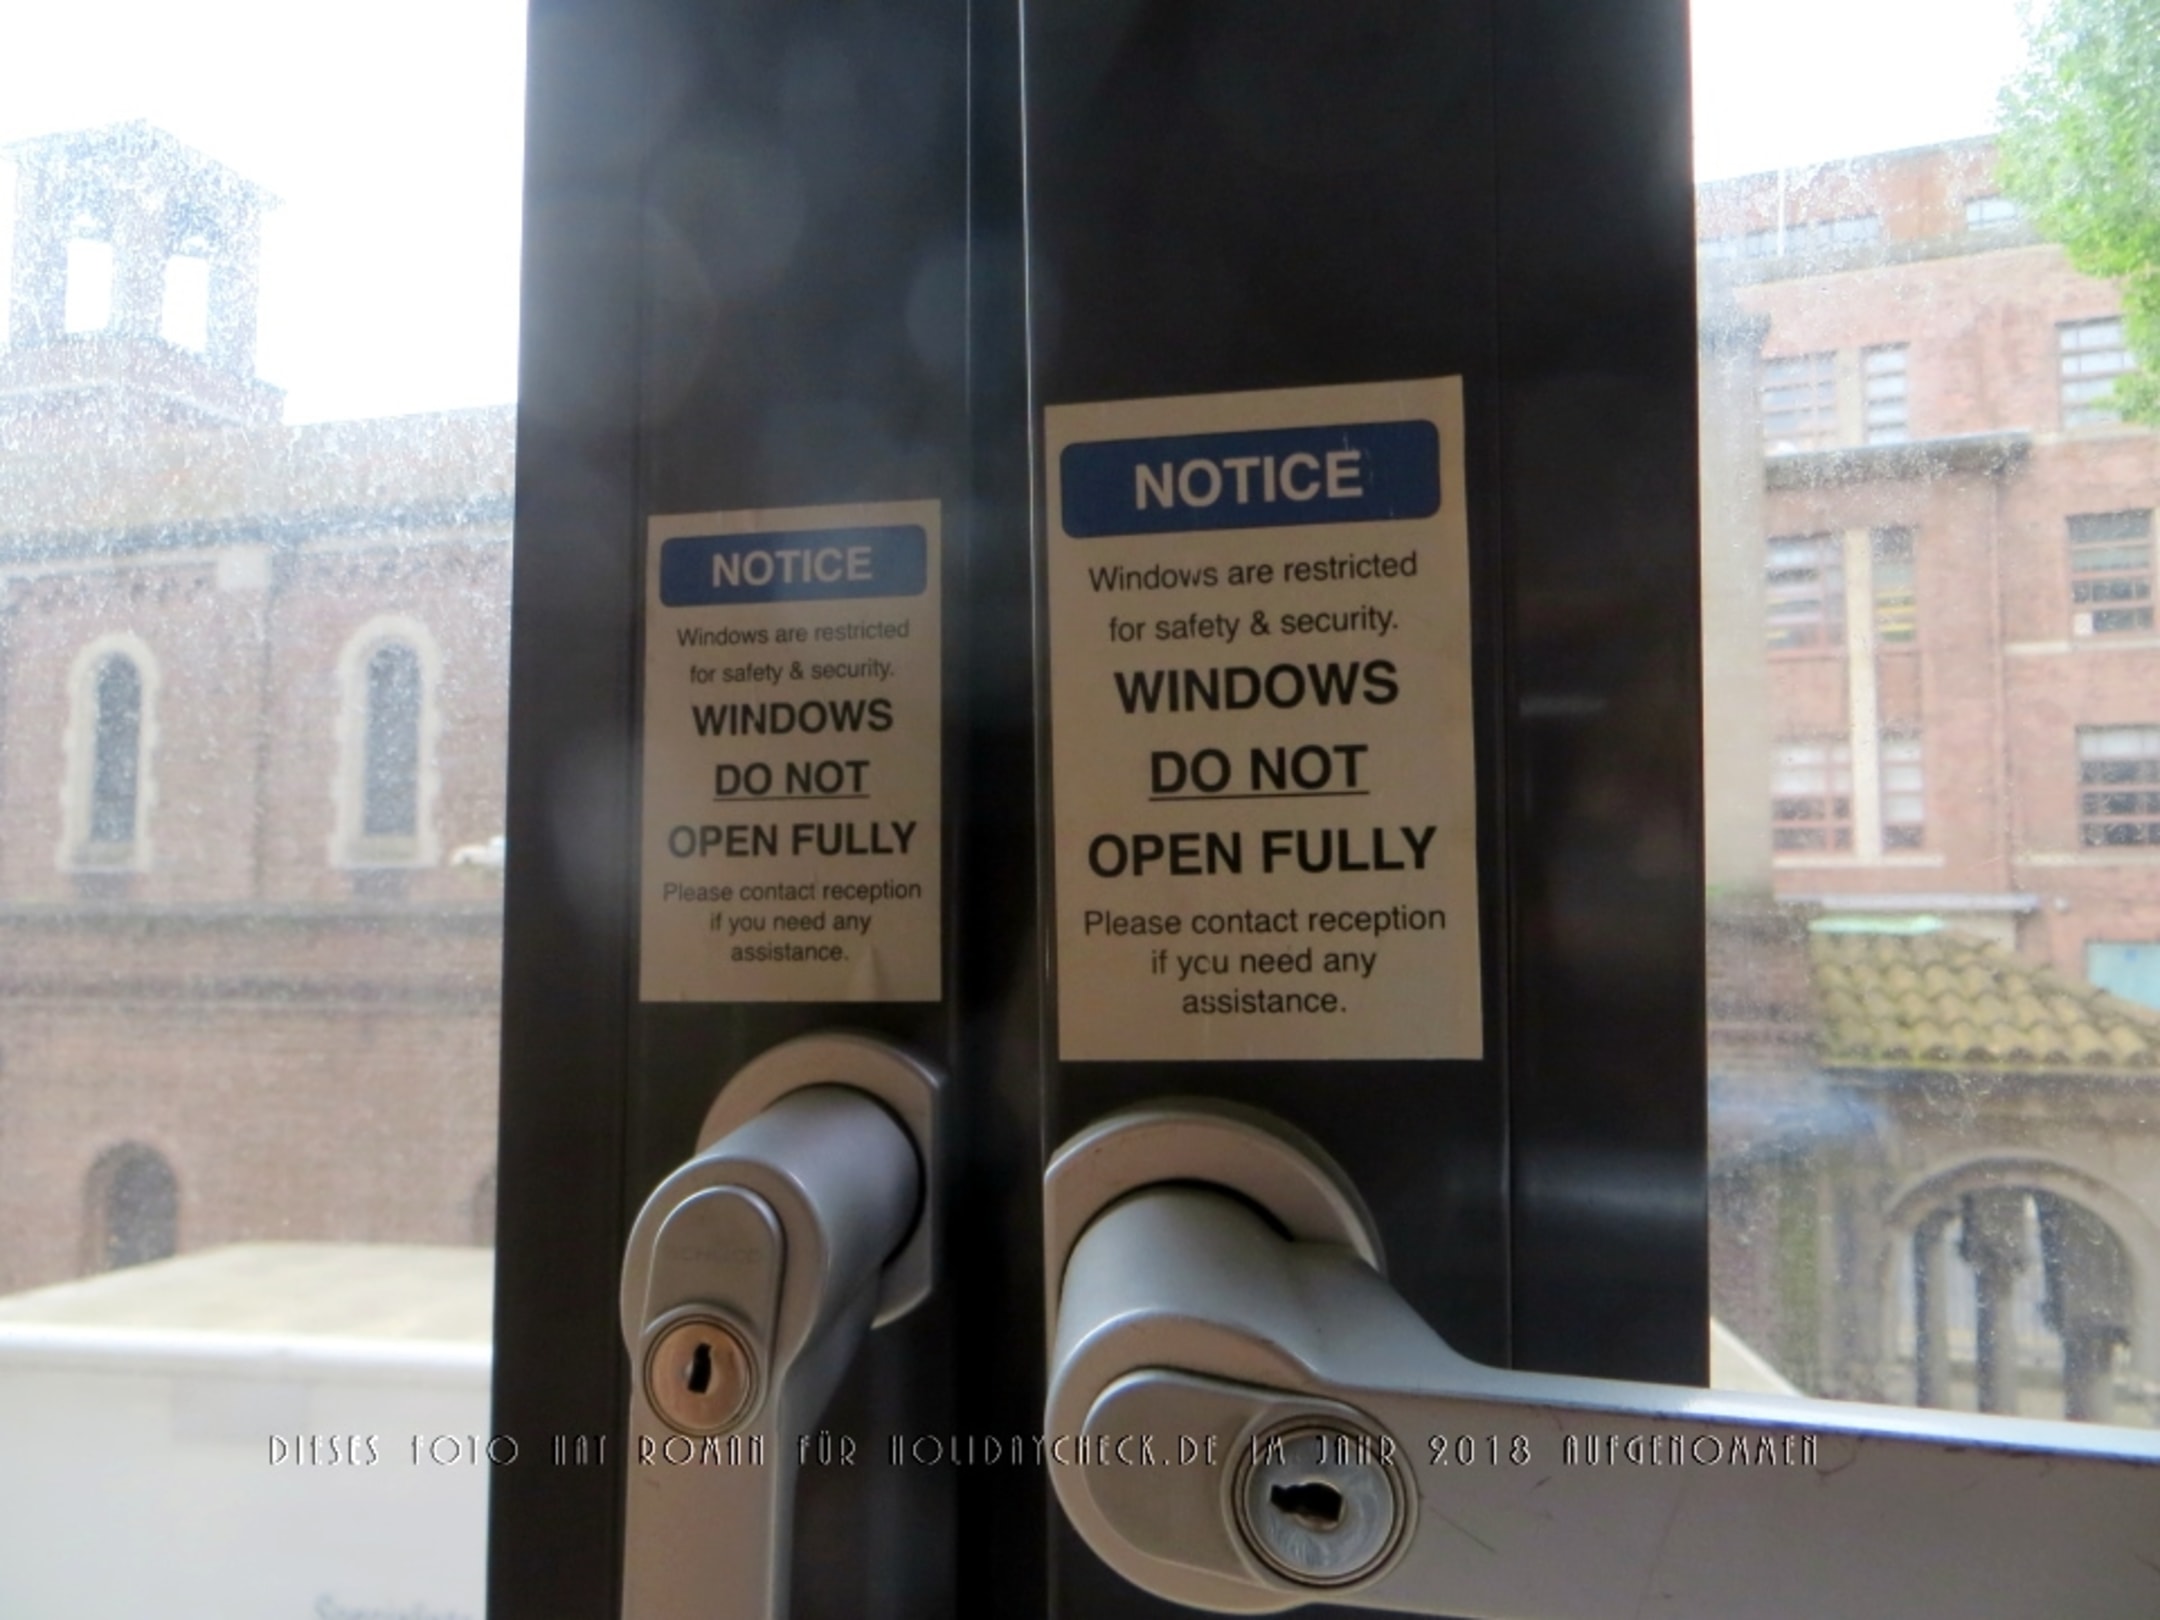 NOTICE
Windows are restricted
for safety & security.
WINDOWS
DO NOT
OPEN FULLY
Please contact reception
if you need any
assistance.
NOTICE
Windows are restricted
for safety & security.
WINDOWS
DO NOT
OPEN FULLY
Please contact reception
if you need any
assistance.
DIESES FOTO HAT ROMAN FÜR HOLIDAYCHECK.DE IM JAHR 2018 AUFGENOMMEN